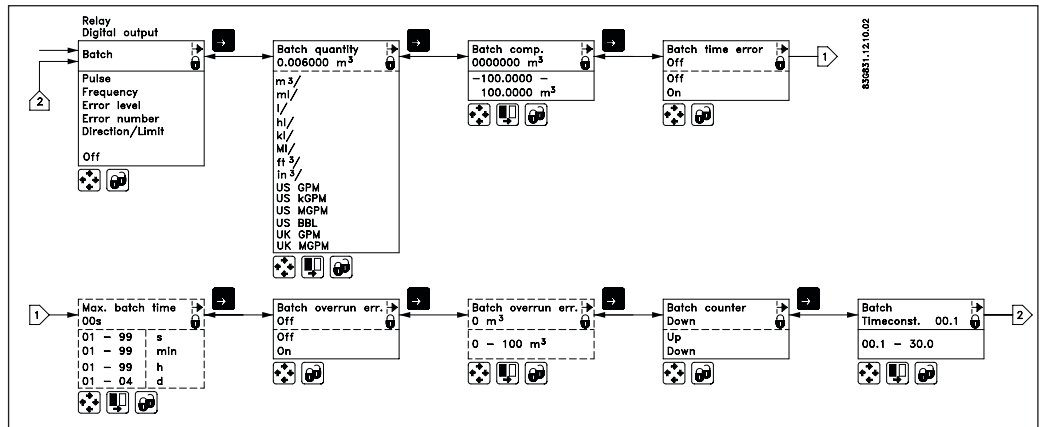 Relay
Digital output
Batch
Pulse
Frequency
Error level
Error number
Direction/Limit
Off
2
Batch quantity
0.006000 m³
m³/
ml/
l/
hl/
kl/
Ml/
ft³/
in³/
US GPM
US kGPM
US MGPM
US BBL
UK GPM
UK MGPM
Batch comp.
0000000 m³
-100.0000 -
100.0000 m³
Batch time error
Off
Off
On
1
83G831.12.10.02
1
Max. batch time
00s
01 - 99 s
01 - 99 min
01 - 99 h
01 - 04 d
Batch overrun err.
Off
Off
On
Batch overrun err.
0 m³
0 - 100 m³
Batch counter
Down
Up
Down
Batch
Timeconst. 00.1
00.1 - 30.0
2